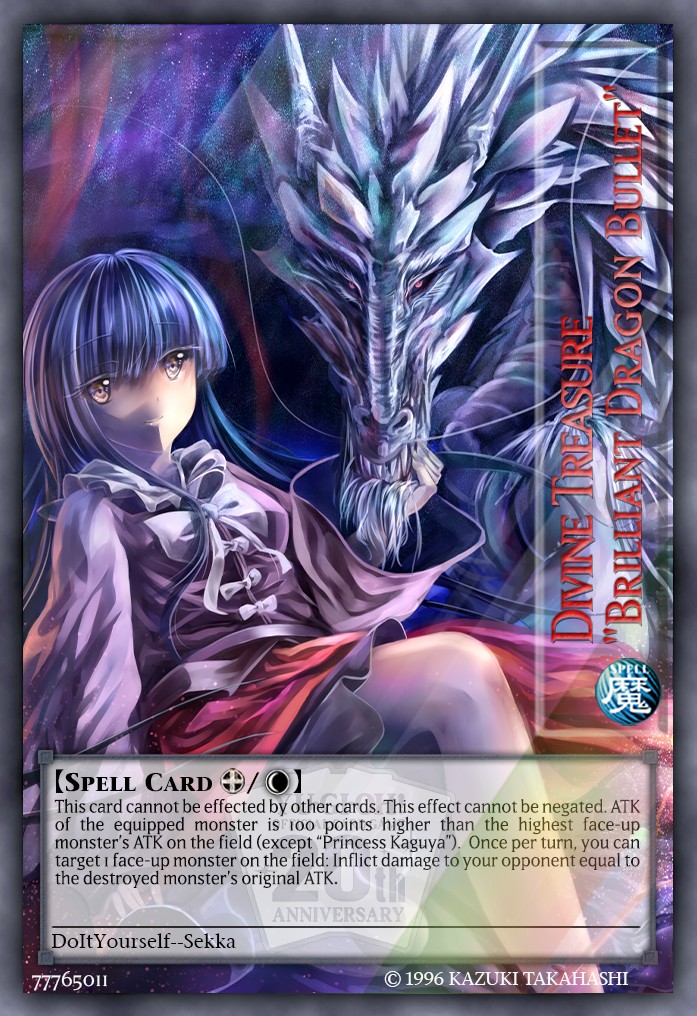 DIVINE TREASURE
"BRILLIANT DRAGON BULLET"
SPELL
魔
【SPELL CARD / 】
This card cannot be effected by other cards. This effect cannot be negated. ATK
of the equipped monster is 100 points higher than the highest face-up
monster's ATK on the field (except “Princess Kaguya”). Once per turn, you can
target 1 face-up monster on the field: Inflict damage to your opponent equal to
the destroyed monster's original ATK.
20th
ANNIVERSARY
DoItYourself--Sekka
77765011
© 1996 KAZUKI TAKAHASHI